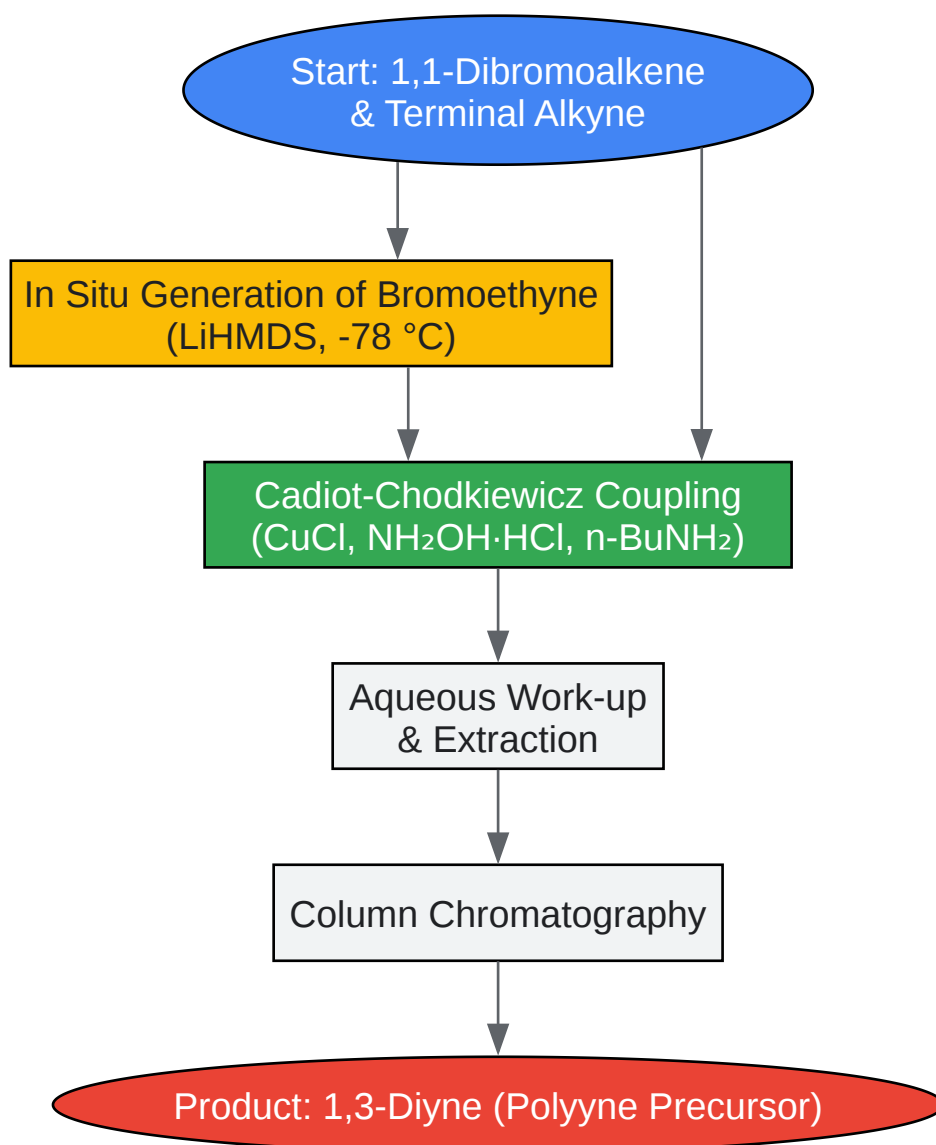 Start: 1,1-Dibromoalkene
& Terminal Alkyne
In Situ Generation of Bromoethyne
(LiHMDS, -78 °C)
Cadiot-Chodkiewicz Coupling
(CuCl, NH₂OH·HCl, n-BuNH₂)
Aqueous Work-up
& Extraction
Column Chromatography
Product: 1,3-Diyne (Polyyne Precursor)